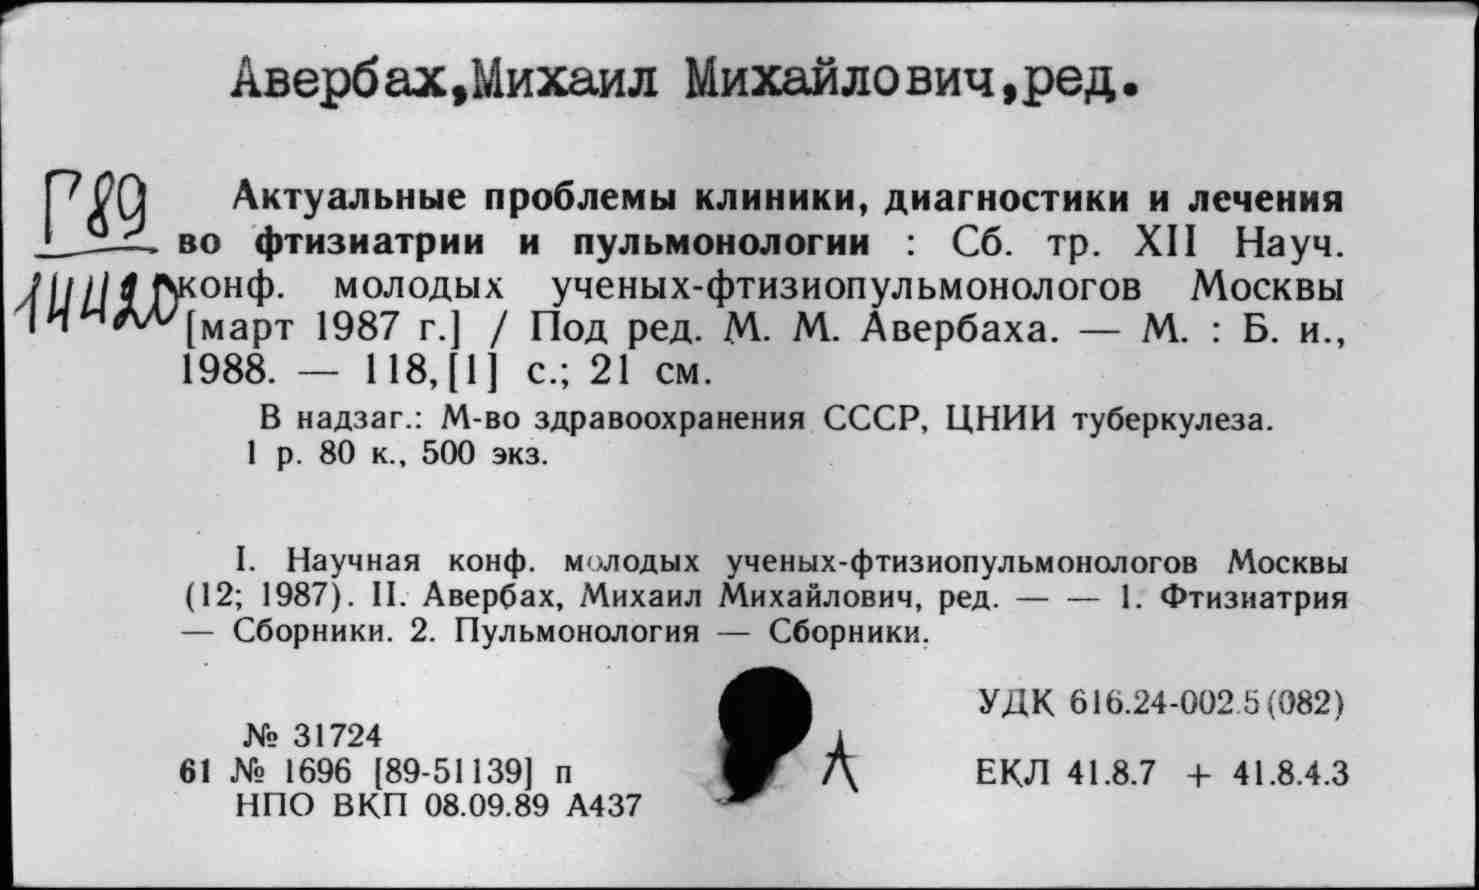 Авербах,Михаил Михайлович,ред.
Г89
14420
Актуальные проблемы клиники, диагностики и лечения
во фтизиатрии и пульмонологии : Сб. тр. XII Науч.
конф. молодых ученых-фтизиопульмонологов Москвы
[март 1987 г.] / Под ред. М. М. Авербаха. — М. : Б. и.,
1988. — 118,[1] с.; 21 см.
В надзаг.: М-во здравоохранения СССР, ЦНИИ туберкулеза.
1 р. 80 к., 500 экз.
I. Научная конф. молодых ученых-фтизиопульмонологов Москвы
(12; 1987). II. Авербах, Михаил Михайлович, ред. — — 1. Фтизиатрия
— Сборники. 2. Пульмонология — Сборники.
УДК 616.24-002.5(082)
№ 31724
61 № 1696 [89-51139] п
А
ЕКЛ 41.8.7 + 41.8.4.3
НПО ВКП 08.09.89 А437